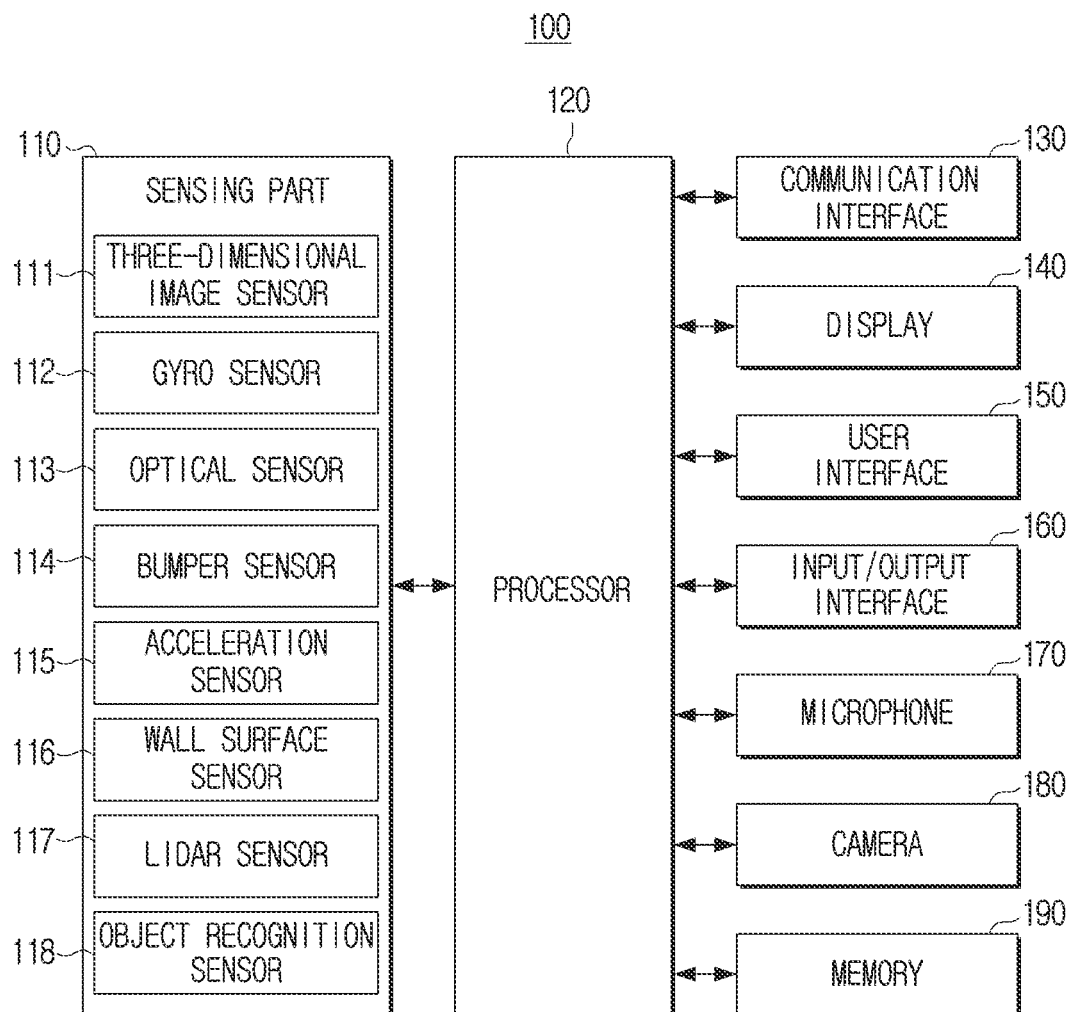 100
120
110
SENSING PART
111
THREE-DIMENSIONAL
IMAGE SENSOR
112
GYRO SENSOR
113
OPTICAL SENSOR
114
BUMPER SENSOR
115
ACCELERATION
SENSOR
116
WALL SURFACE
SENSOR
117
LIDAR SENSOR
118
OBJECT RECOGNITION
SENSOR
PROCESSOR
130
COMMUNICATION
INTERFACE
140
DISPLAY
150
USER
INTERFACE
160
INPUT/OUTPUT
INTERFACE
170
MICROPHONE
180
CAMERA
190
MEMORY